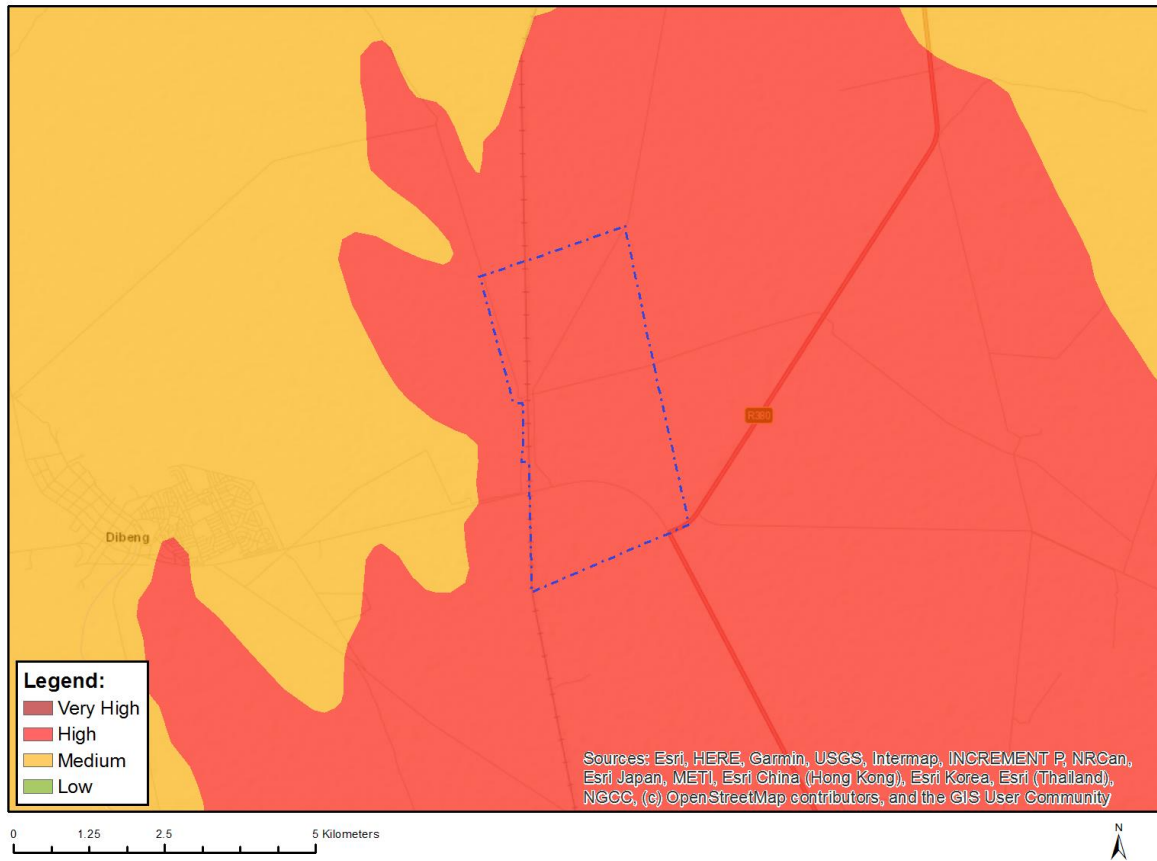 R380
Dibeng
Legend:
Very High
High
Medium
Low
Sources: Esri, HERE, Garmin, USGS, Intermap, INCREMENT P, NRCan,
Esri Japan, METI, Esri China (Hong Kong), Esri Korea, Esri (Thailand),
NGCC, (c) OpenStreetMap contributors, and the GIS User Community
0 1.25 2.5 5 Kilometers
N